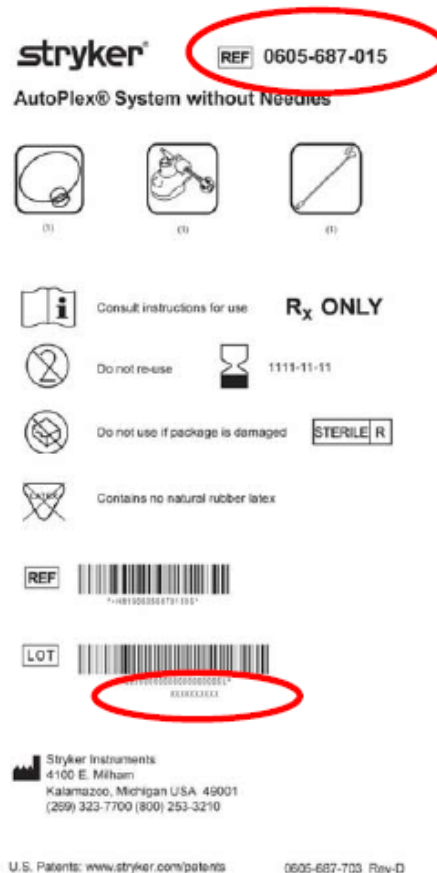 stryker®
REF 0605-687-015
AutoPlex® System without Needles
(1) (1) (1)
i Consult instructions for use Rx ONLY
2 Do not re-use 1111-11-11
Do not use if package is damaged STERILE R
LATEX Contains no natural rubber latex
REF
LOT
XXXXXXXXXX
Stryker Instruments
4100 E. Milham
Kalamazoo, Michigan USA 49001
(269) 323-7700 (800) 253-3210
U.S. Patents: www.stryker.com/patents 0605-687-703 Rev-D